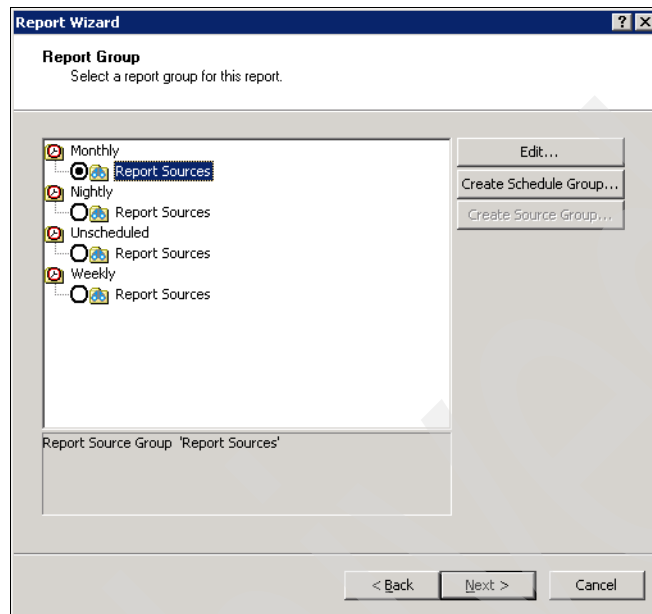 Report Wizard
Report Group
Select a report group for this report.
Monthly
Report Sources
Nightly
Report Sources
Unscheduled
Report Sources
Weekly
Report Sources
Edit...
Create Schedule Group...
Create Source Group...
Report Source Group 'Report Sources'
< Back
Next >
Cancel